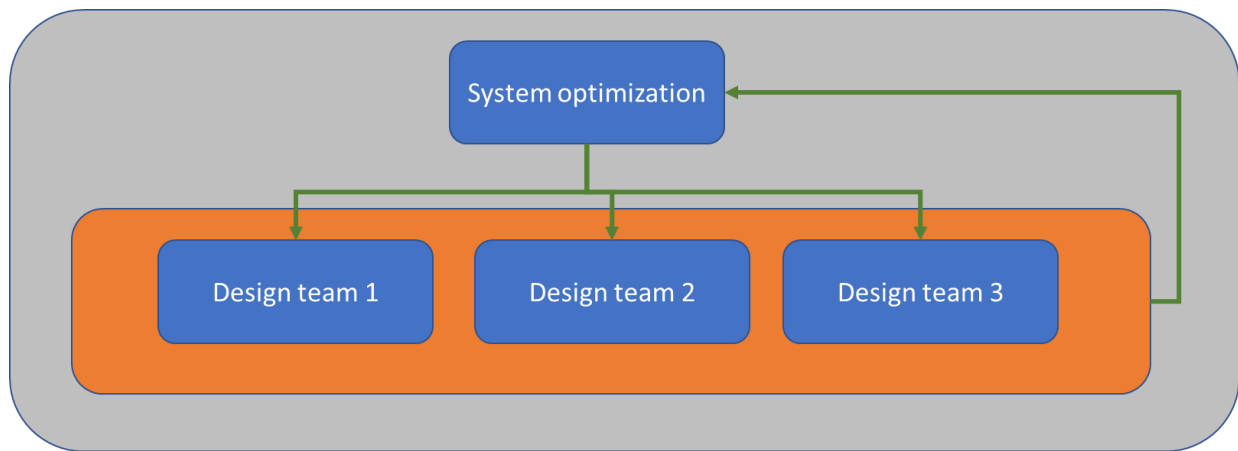 System optimization
Design team 1
Design team 2
Design team 3